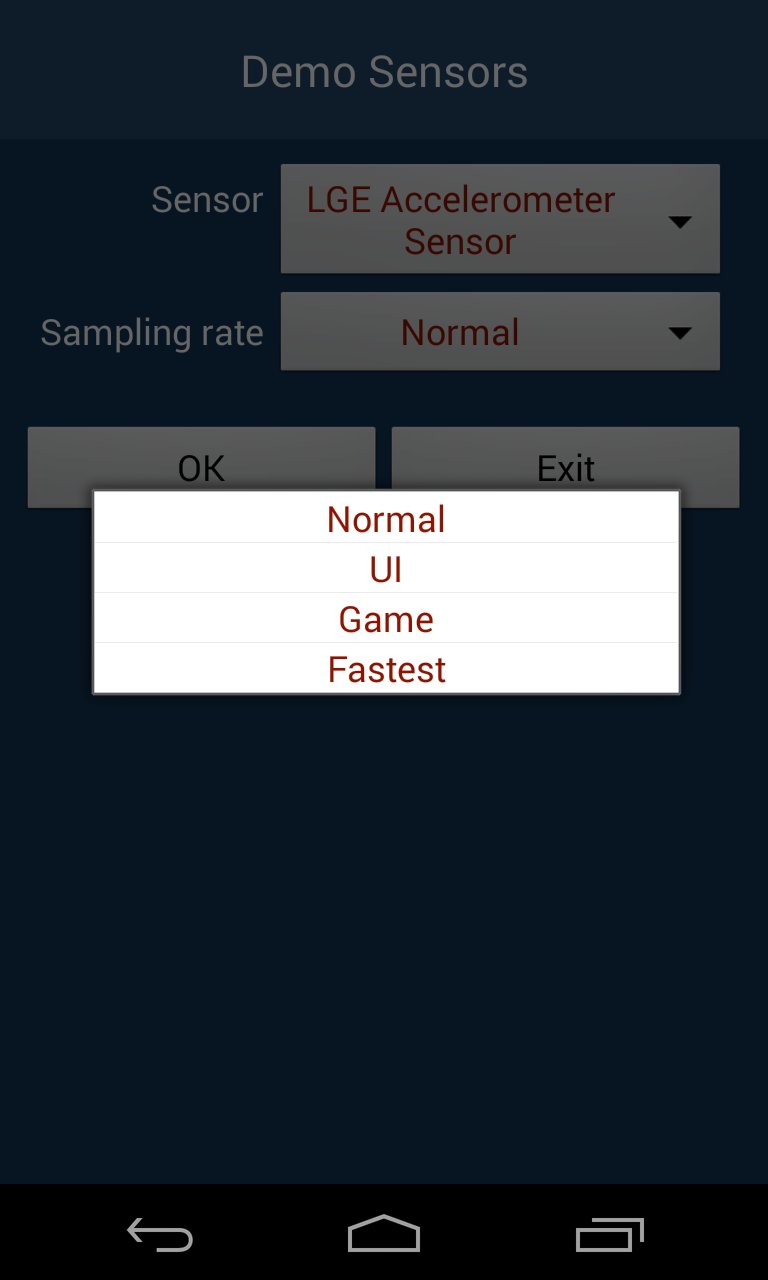 Demo Sensors
Sensor
LGE Accelerometer
Sensor
Sampling rate
Normal
OK
Exit
Normal
UI
Game
Fastest